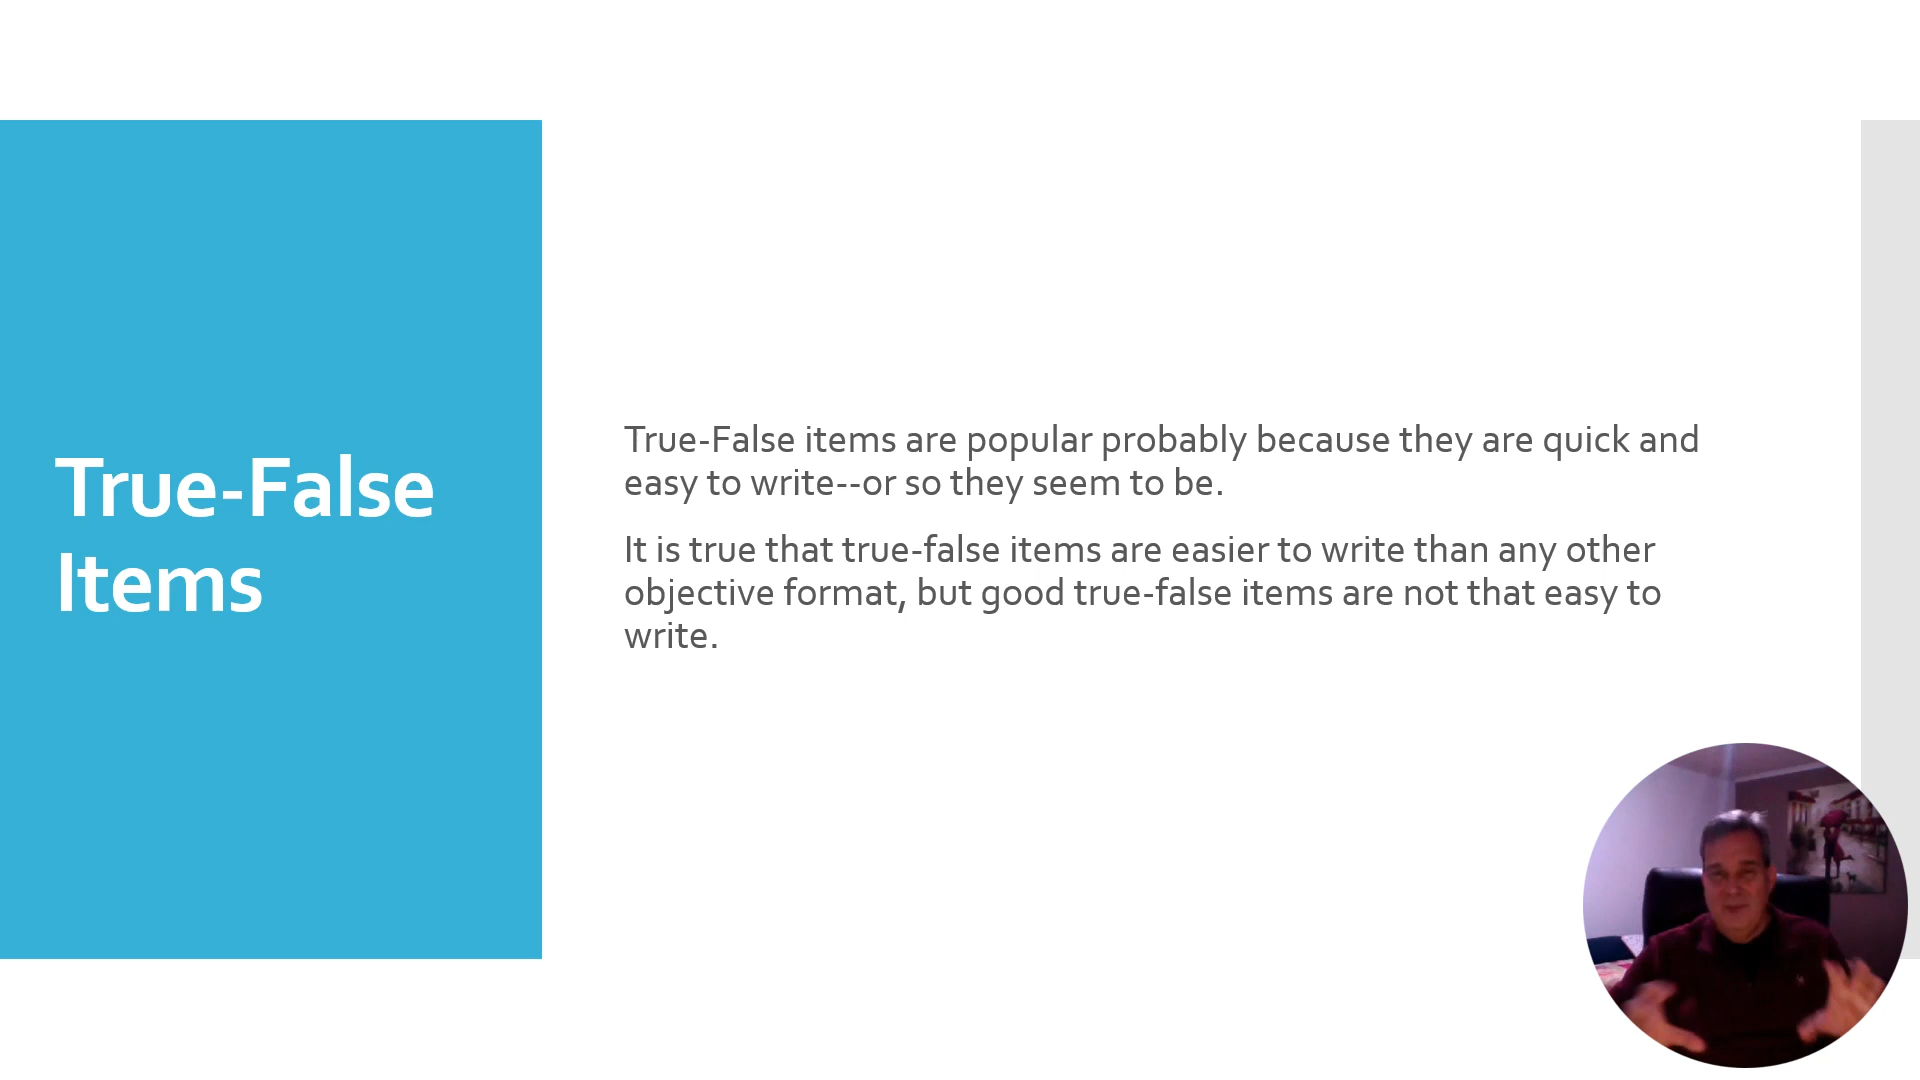 True-False
Items
True-False items are popular probably because they are quick and
easy to write--or so they seem to be.
It is true that true-false items are easier to write than any other
objective format, but good true-false items are not that easy to
write.